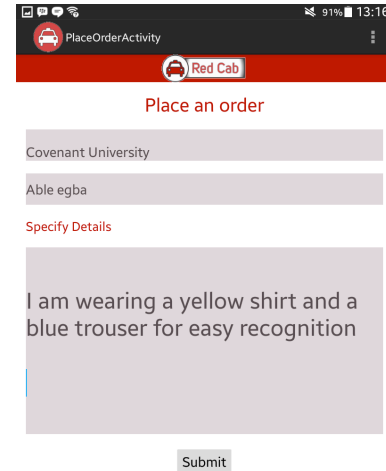 91% 13:16
PlaceOrderActivity
Red Cab
Place an order
Covenant University
Able egba
Specify Details
I am wearing a yellow shirt and a
blue trouser for easy recognition
Submit